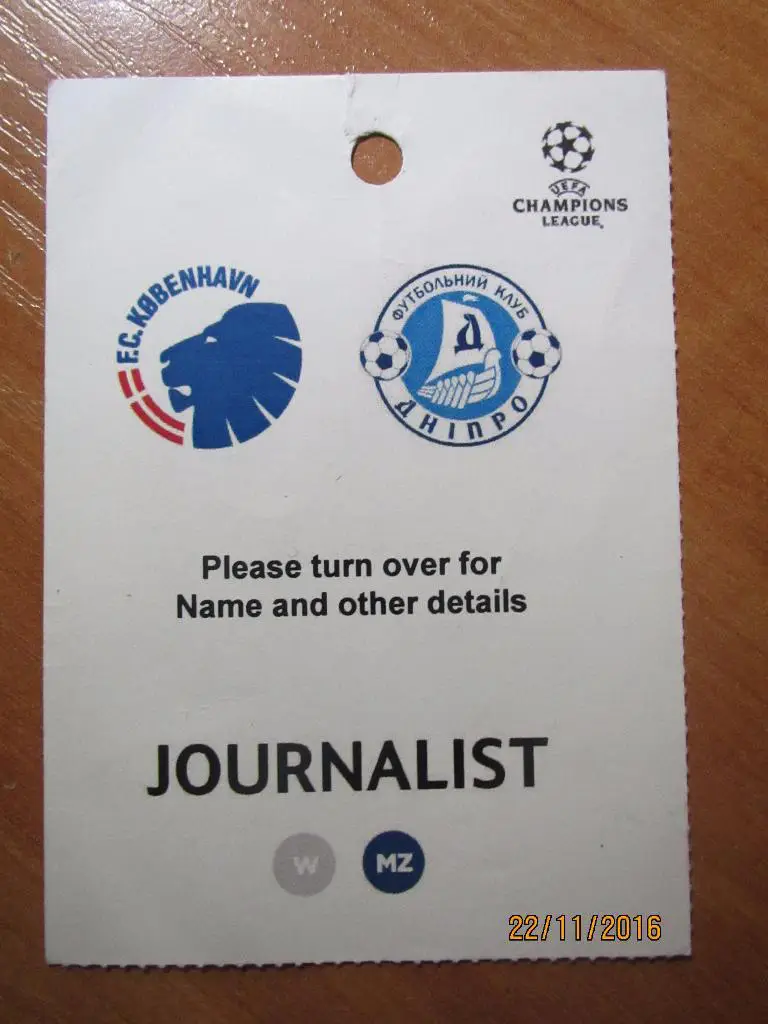 UEFA
CHAMPIONS
LEAGUE
F.C. KØBENHAVN
ФУТБОЛЬНИЙ КЛУБ
Д
ДНІПРО
Please turn over for
Name and other details
JOURNALIST
W
MZ
22/11/2016